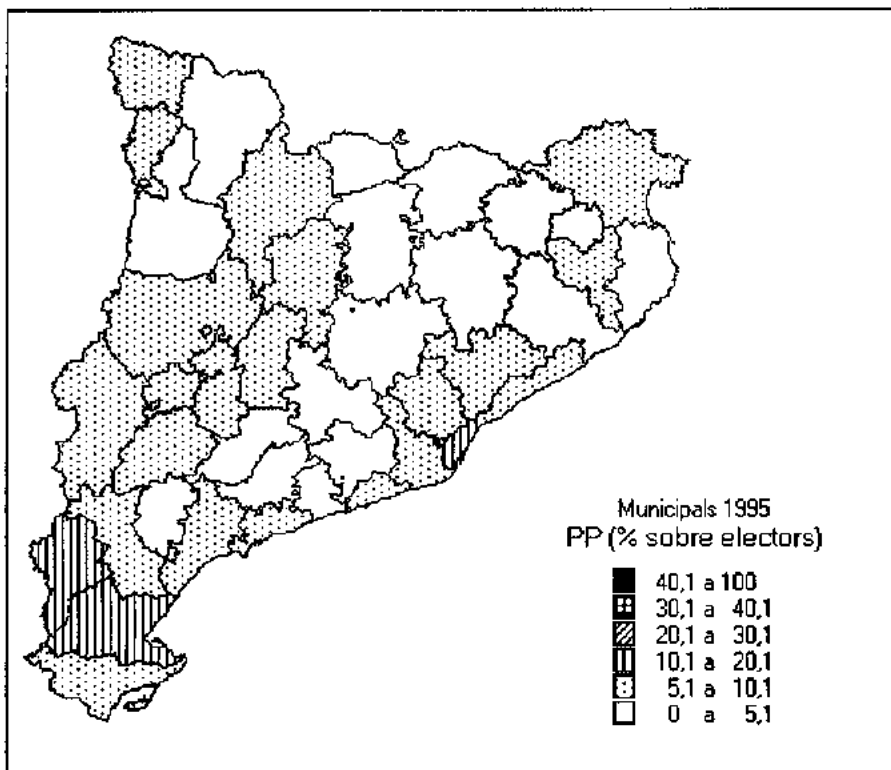 Municipals 1995
PP (% sobre electors)
40,1 a 100
30,1 a 40,1
20,1 a 30,1
10,1 a 20,1
5,1 a 10,1
0 a 5,1